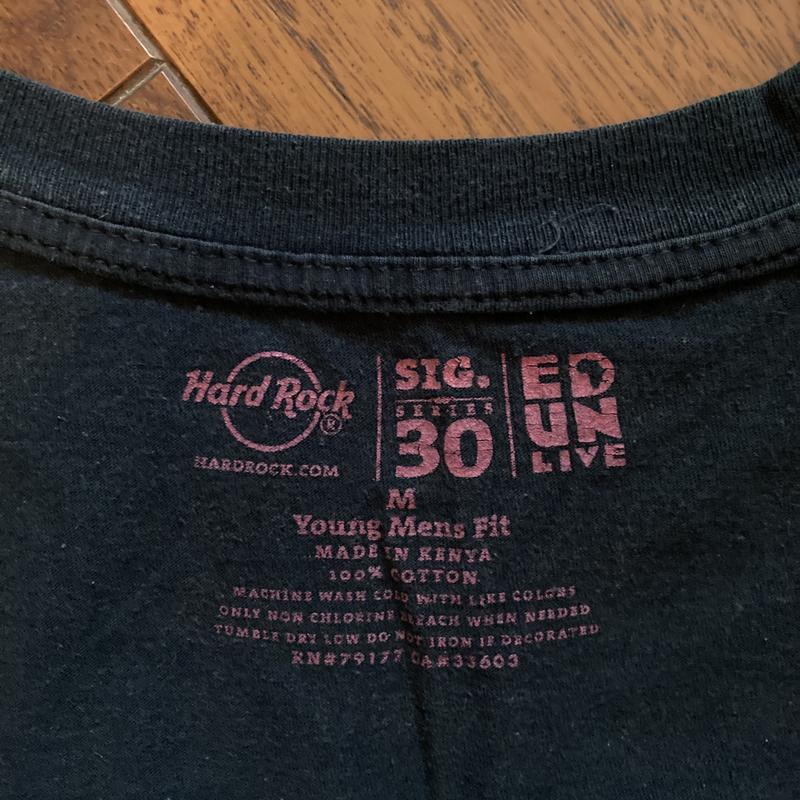 Hard Rock ®
HARDROCK.COM
SIG.
SERIES
30
ED
UN
LIVE
M
Young Mens Fit
MADE IN KENYA
100% COTTON
MACHINE WASH COLD WITH LIKE COLORS
ONLY NON CHLORINE BLEACH WHEN NEEDED
TUMBLE DRY LOW DO NOT IRON IF DECORATED
RN#79177 CA#33603